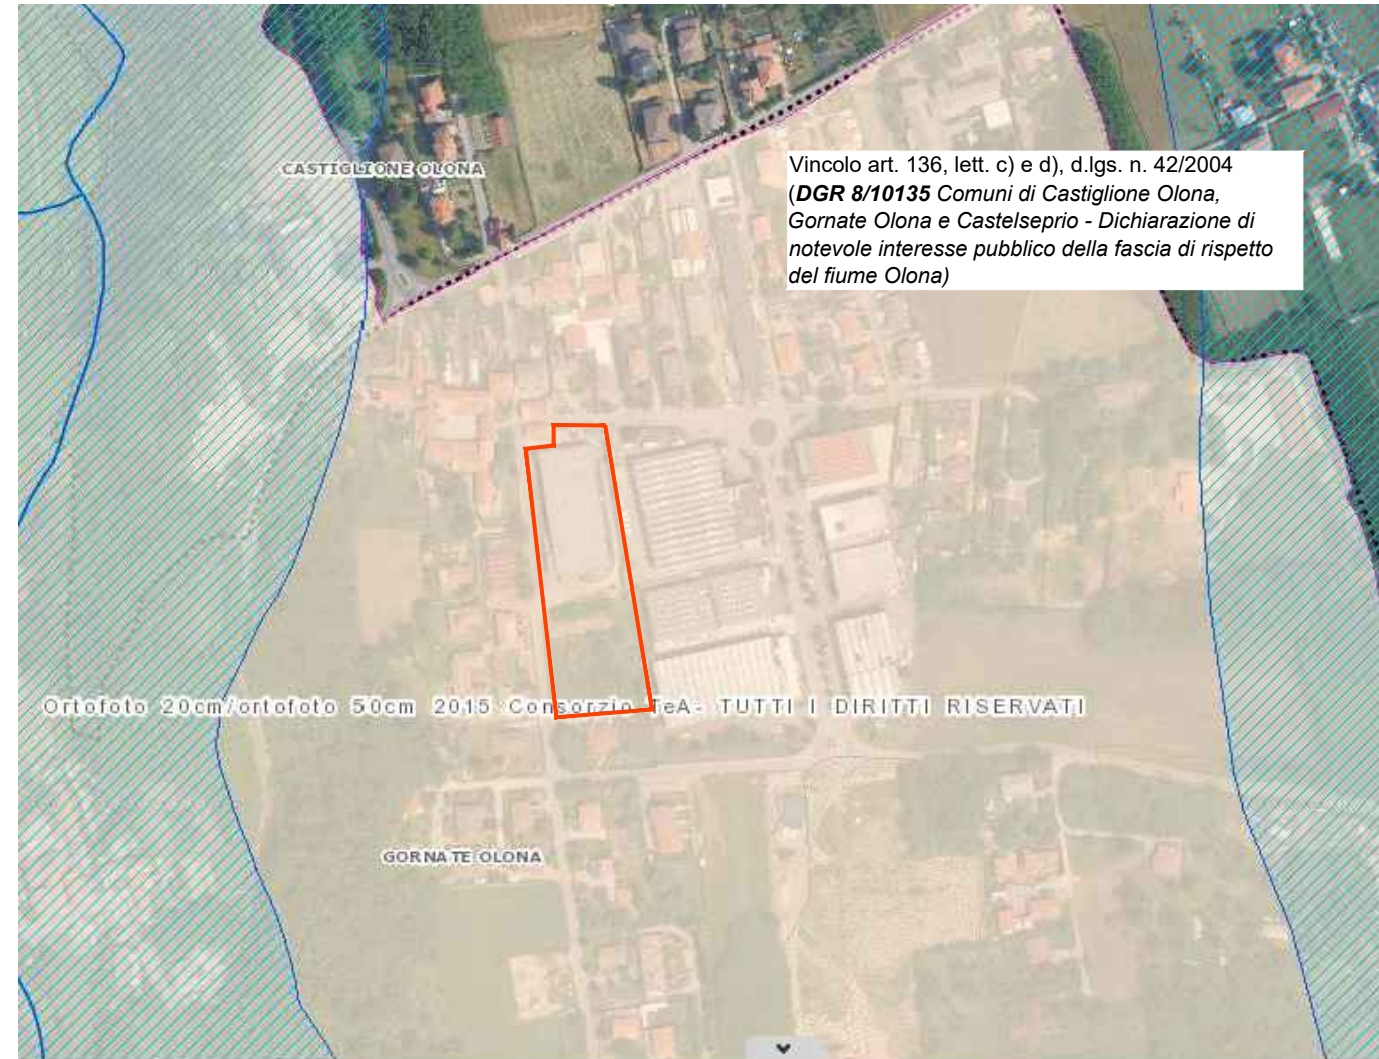 CASTIGLIONE OLONA
Vincolo art. 136, lett. c) e d), d.lgs. n. 42/2004
(DGR 8/10135 Comuni di Castiglione Olona,
Gornate Olona e Castelseprio - Dichiarazione di
notevole interesse pubblico della fascia di rispetto
del fiume Olona)
Ortofoto 20cm/ortofoto 50cm 2015 Consorzio TeA - TUTTI I DIRITTI RISERVATI
GORNATE OLONA